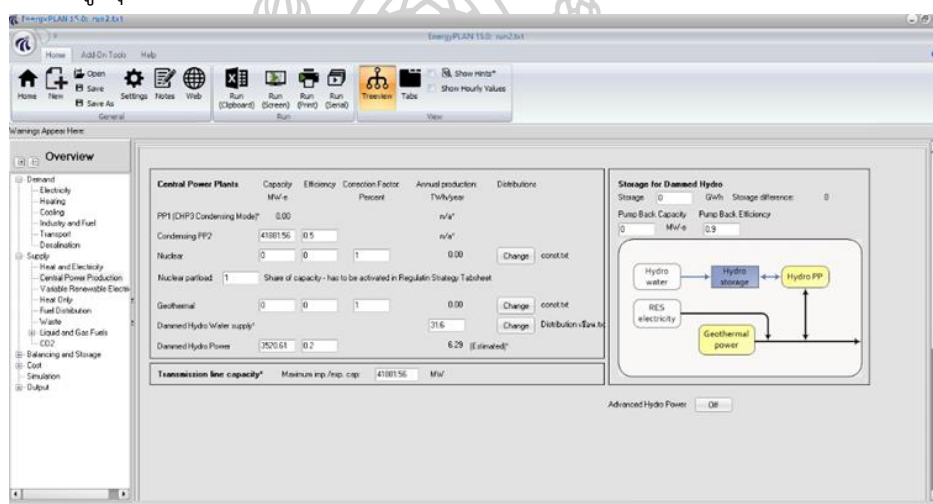 EnergyPLAN 15.0: run2.txt
EnergyPLAN 15.0: run2.txt
Home Add-On Tools Help
Home New Open Save Save As Settings Notes Web Run (Clipboard) Run (Screen) Run (Print) Run (Serial) Treeview Tabs Show Hints* Show Hourly Values
General Run View
Warnings Appear Here:
Overview
Demand
Electricity
Heating
Cooling
Industry and Fuel
Transport
Desalination
Supply
Heat and Electricity
Central Power Production
Variable Renewable Electri
Heat Only
Fuel Distribution
Waste
Liquid and Gas Fuels
CO2
Balancing and Storage
Cost
Simulation
Output
Central Power Plants Capacity Efficiency Correction Factor Annual production: Distributions
MW-e Percent TWh/year
PP1 (CHP3 Condensing Mode)* 0.00 n/a*
Condensing PP2 41881.56 0.5 n/a*
Nuclear 0 0 1 0.00 Change const.txt
Nuclear partload: 1 Share of capacity - has to be activated in Regulatin Strategy Tabsheet
Geothermal 0 0 1 0.00 Change const.txt
Dammed Hydro Water supply* 31.6 Change
Dammed Hydro Power 3520.61 0.2 6.29 (Estimated)*
Transmission line capacity* Maximum imp./exp. cap: 41881.56 MW
Storage for Dammed Hydro
Storage 0 GWh Storage difference: 0
Pump Back Capacity Pump Back Efficiency
0 MW-e 0.9
Hydro water
Hydro storage
Hydro PP
RES electricity
Geothermal power
Advanced Hydro Power Off